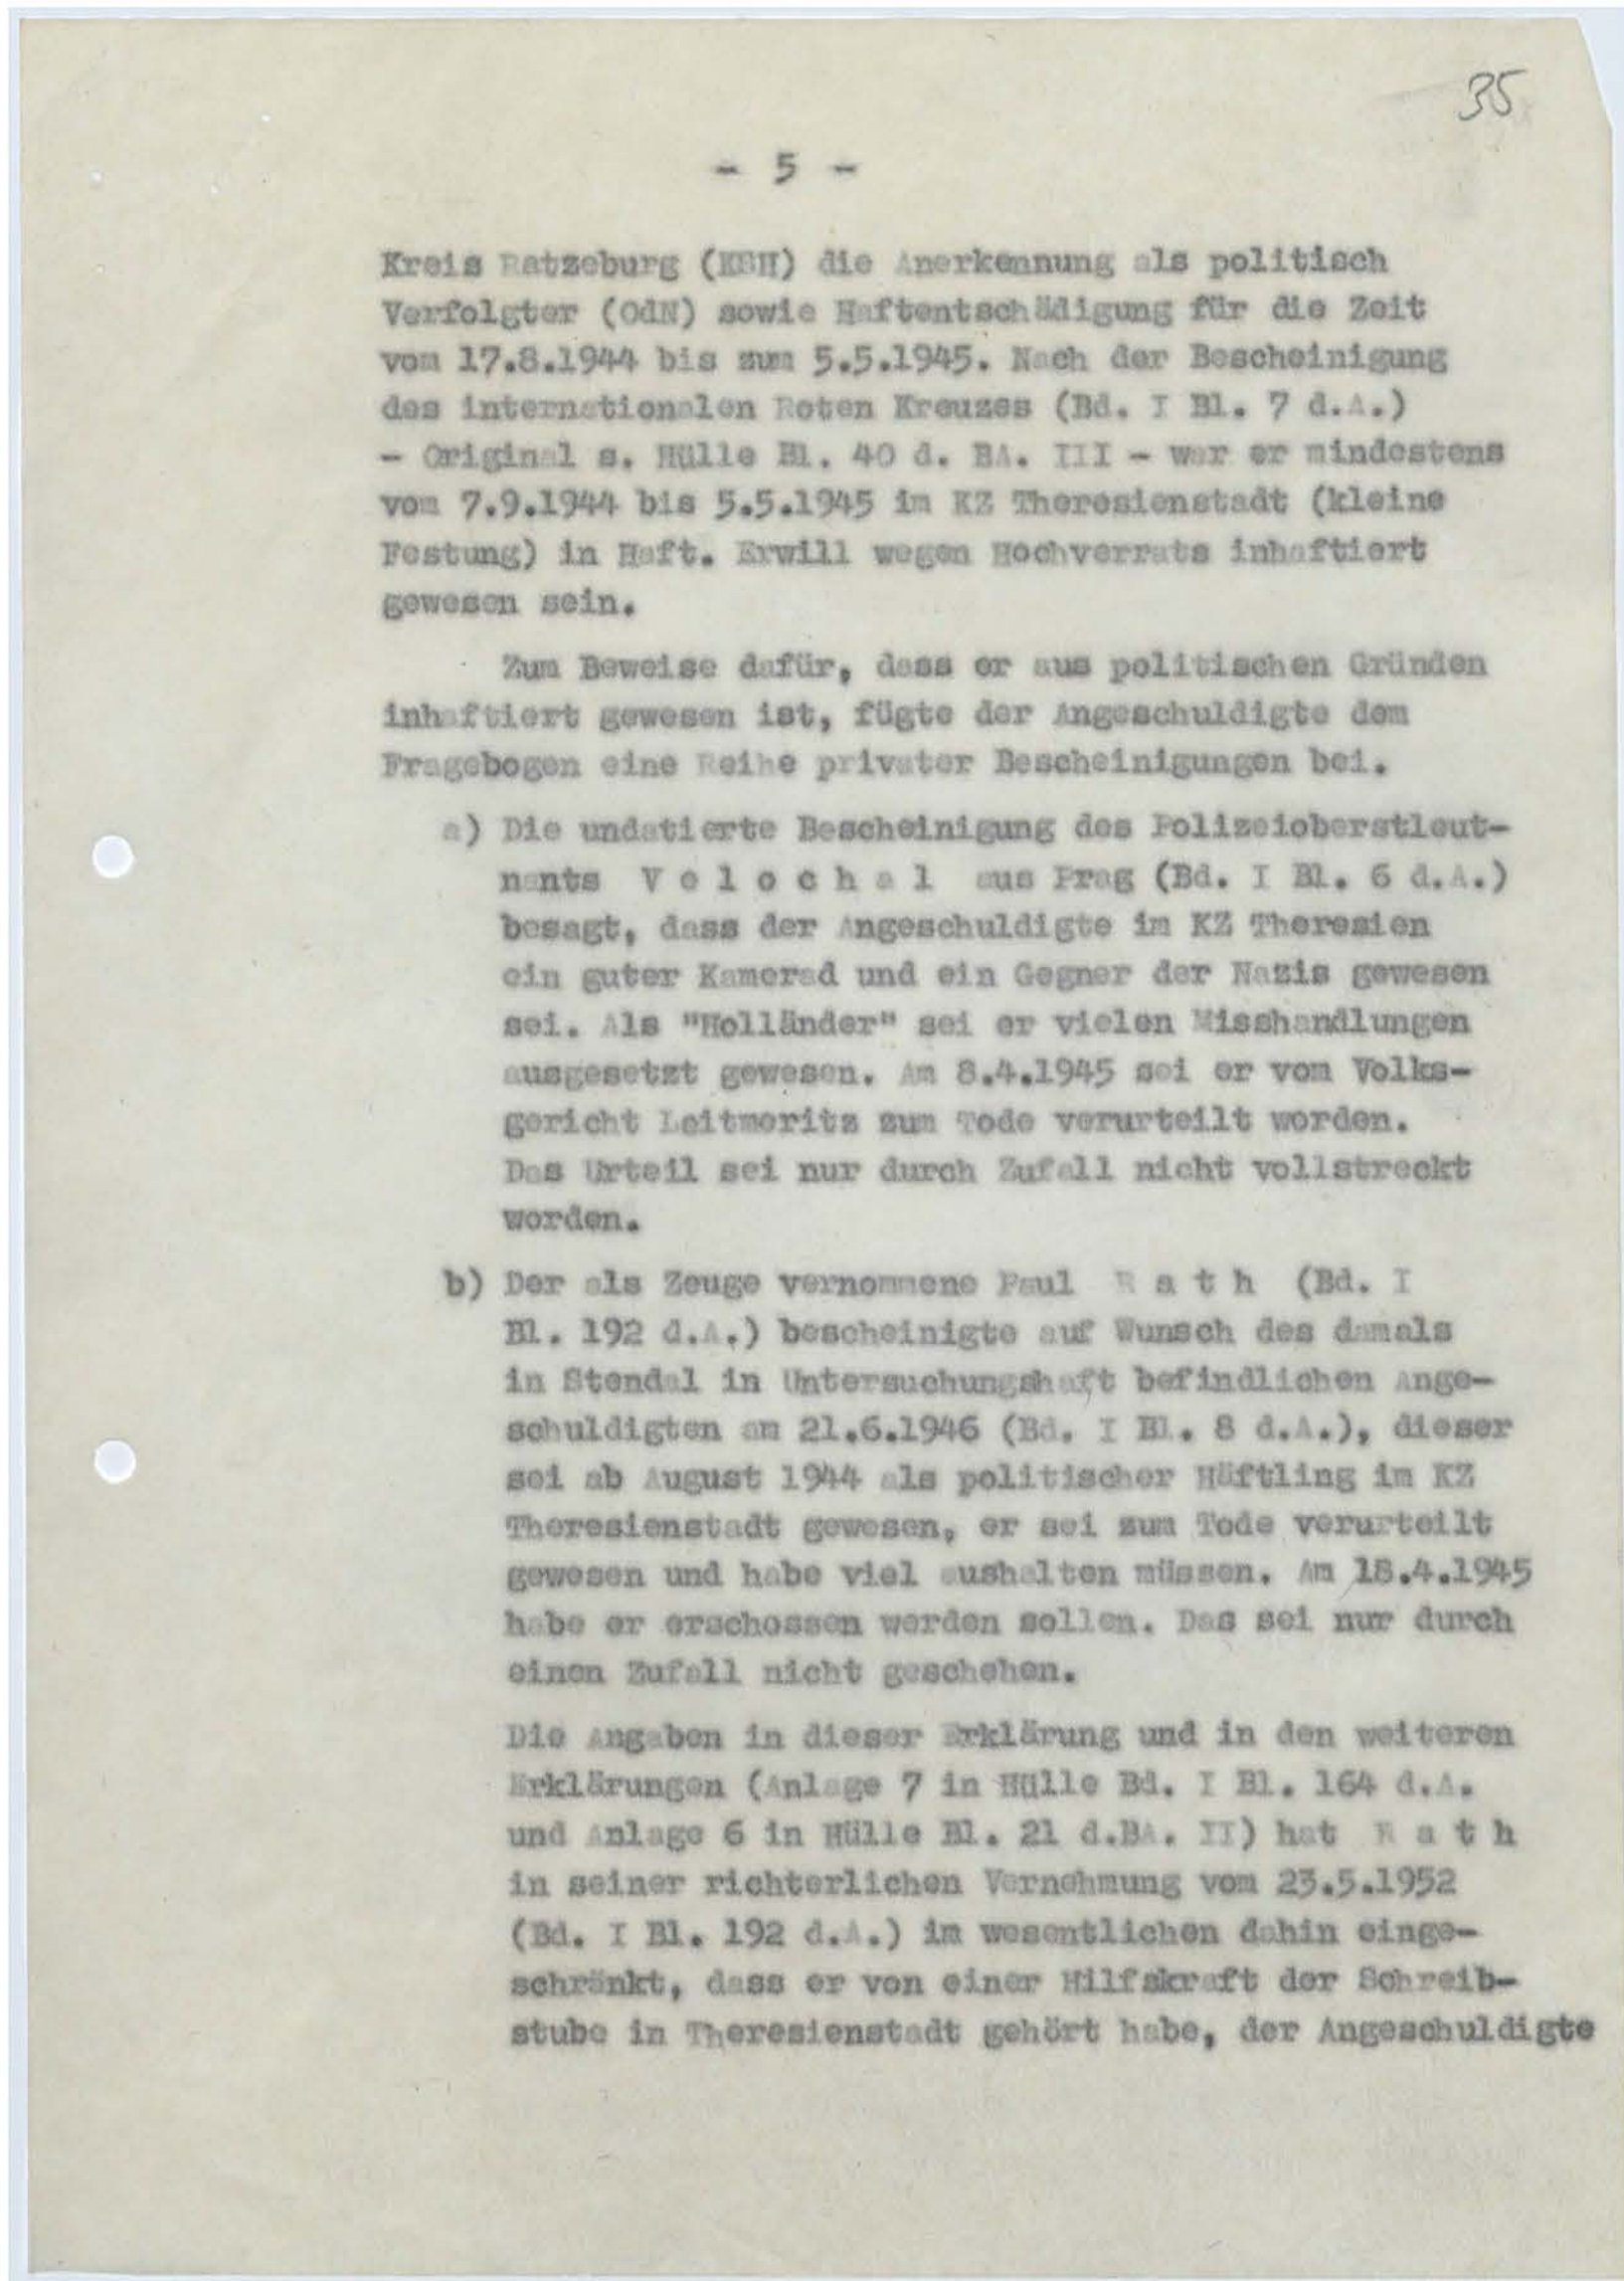 35
- 5 -
Kreis Ratzeburg (KSH) die Anerkennung als politisch
Verfolgter (OdN) sowie Haftentschädigung für die Zeit
vom 17.8.1944 bis zum 5.5.1945. Nach der Bescheinigung
des internationalen Roten Kreuzes (Bd. I Bl. 7 d.A.)
- Original s. Hülle Bl. 40 d. BA. III - war er mindestens
vom 7.9.1944 bis 5.5.1945 im KZ Theresienstadt (kleine
Festung) in Haft. Erwill wegen Hochverrats inhaftiert
gewesen sein.
Zum Beweise dafür, dass er aus politischen Gründen
inhaftiert gewesen ist, fügte der Angeschuldigte dem
Fragebogen eine Reihe privater Bescheinigungen bei.
a) Die undatierte Bescheinigung des Polizeioberstleut-
nants V e l o c h a l aus Prag (Bd. I Bl. 6 d.A.)
besagt, dass der Angeschuldigte im KZ Theresien
ein guter Kamerad und ein Gegner der Nazis gewesen
sei. Als "Holländer" sei er vielen Misshandlungen
ausgesetzt gewesen. Am 8.4.1945 sei er vom Volks-
gericht Leitmeritz zum Tode verurteilt worden.
Das Urteil sei nur durch Zufall nicht vollstreckt
worden.
b) Der als Zeuge vernommene Paul R a t h (Bd. I
Bl. 192 d.A.) bescheinigte auf Wunsch des damals
in Stendal in Untersuchungshaft befindlichen Ange-
schuldigten am 21.6.1946 (Bd. I Bl. 8 d.A.), dieser
sei ab August 1944 als politischer Häftling im KZ
Theresienstadt gewesen, er sei zum Tode verurteilt
gewesen und habe viel aushalten müssen. Am 18.4.1945
habe er erschossen werden sollen. Das sei nur durch
einen Zufall nicht geschehen.
Die Angaben in dieser Erklärung und in den weiteren
Erklärungen (Anlage 7 in Hülle Bd. I Bl. 164 d.A.
und Anlage 6 in Hülle Bl. 21 d.BA. II) hat R a t h
in seiner richterlichen Vernehmung vom 23.5.1952
(Bd. I Bl. 192 d.A.) im wesentlichen dahin einge-
schränkt, dass er von einer Hilfskraft der Schreib-
stube in Theresienstadt gehört habe, der Angeschuldigte